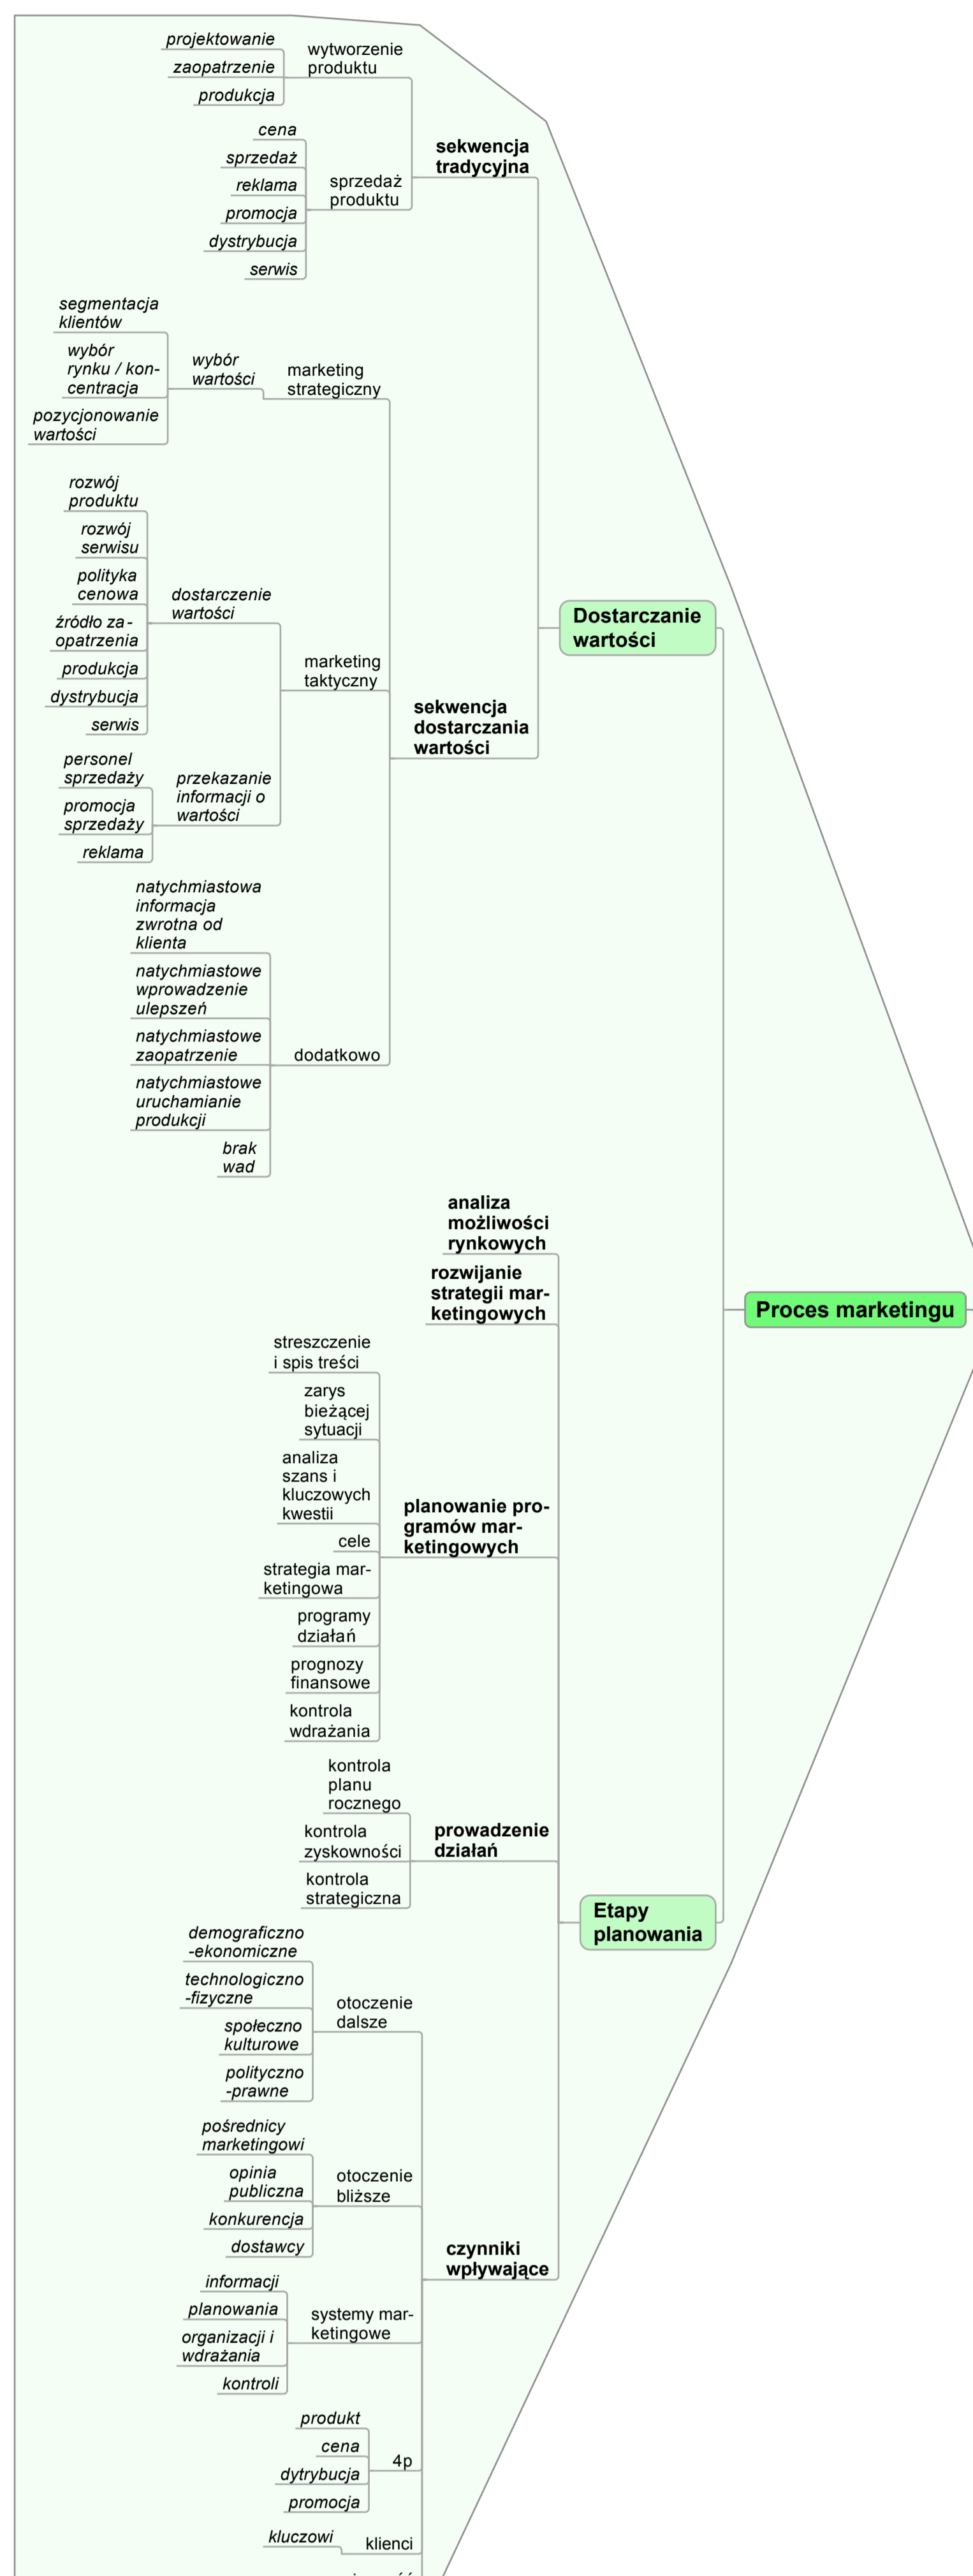 projektowanie
zaopatrzenie
produkcja
wytworzenie
produktu
cena
sprzedaż
reklama
promocja
dystrybucja
serwis
sprzedaż
produktu
sekwencja
tradycyjna
segmentacja
klientów
wybór
rynku / kon-
centracja
pozycjonowanie
wartości
wybór
wartości
marketing
strategiczny
rozwój
produktu
rozwój
serwisu
polityka
cenowa
źródło za-
opatrzenia
produkcja
dystrybucja
serwis
dostarczenie
wartości
personel
sprzedaży
promocja
sprzedaży
reklama
przekazanie
informacji o
wartości
marketing
taktyczny
natychmiastowa
informacja
zwrotna od
klienta
natychmiastowe
wprowadzenie
ulepszeń
natychmiastowe
zaopatrzenie
natychmiastowe
uruchamianie
produkcji
brak
wad
dodatkowo
sekwencja
dostarczania
wartości
Dostarczanie
wartości
analiza
możliwości
rynkowych
rozwijanie
strategii mar-
ketingowych
streszczenie
i spis treści
zarys
bieżącej
sytuacji
analiza
szans i
kluczowych
kwestii
cele
strategia mar-
ketingowa
programy
działań
prognozy
finansowe
kontrola
wdrażania
planowanie pro-
gramów mar-
ketingowych
kontrola
planu
rocznego
kontrola
zyskowności
kontrola
strategiczna
prowadzenie
działań
demograficzno
-ekonomiczne
technologiczno
-fizyczne
społeczno
kulturowe
polityczno
-prawne
otoczenie
dalsze
pośrednicy
marketingowi
opinia
publiczna
konkurencja
dostawcy
otoczenie
bliższe
informacji
planowania
organizacji i
wdrażania
kontroli
systemy mar-
ketingowe
produkt
cena
dytrybucja
promocja
4p
kluczowi
klienci
czynniki
wpływające
Etapy
planowania
Proces marketingu